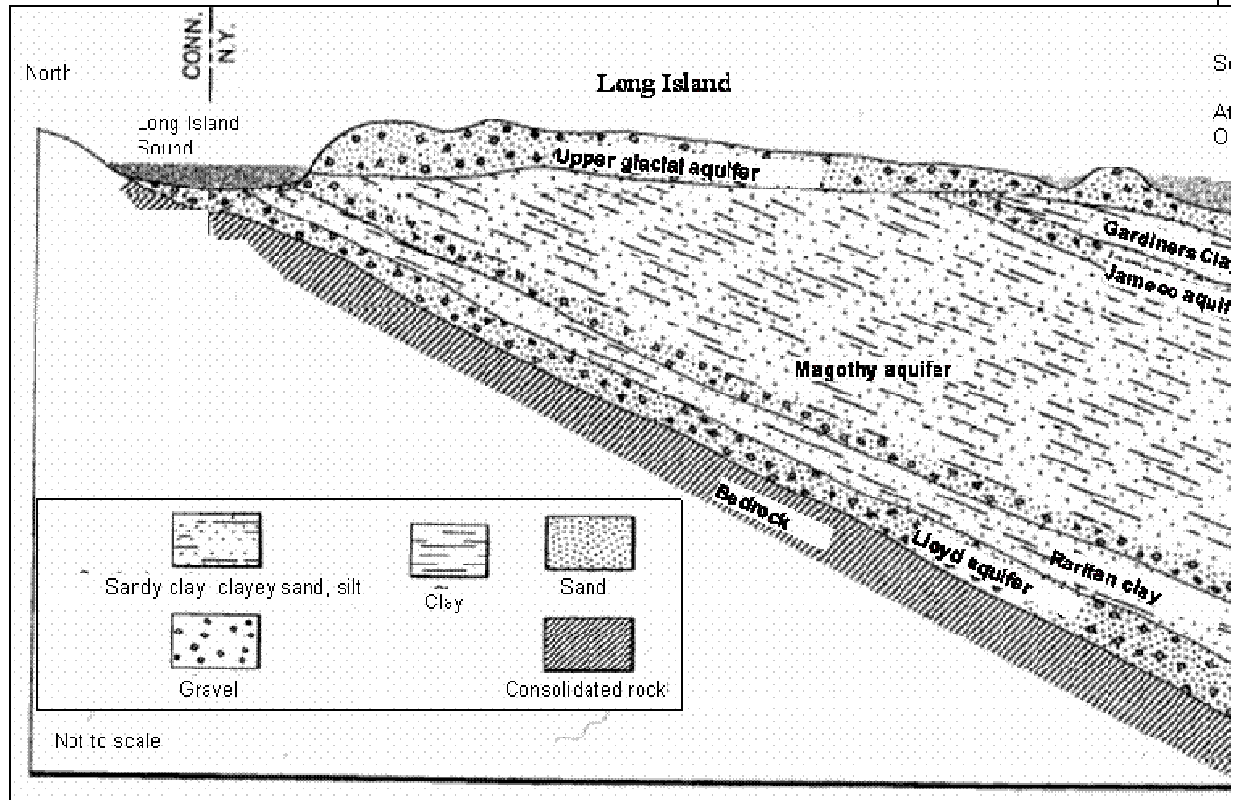 CONN.
N.Y.
North
Long Island
Long Island
Sound
Upper glacial aquifer
Gardiners Cla
Jameco aquif
Magothy aquifer
Bedrock
Lloyd aquifer
Raritan clay
Sandy clay clayey sand, silt
Clay
Sand
Gravel
Consolidated rock
Not to scale